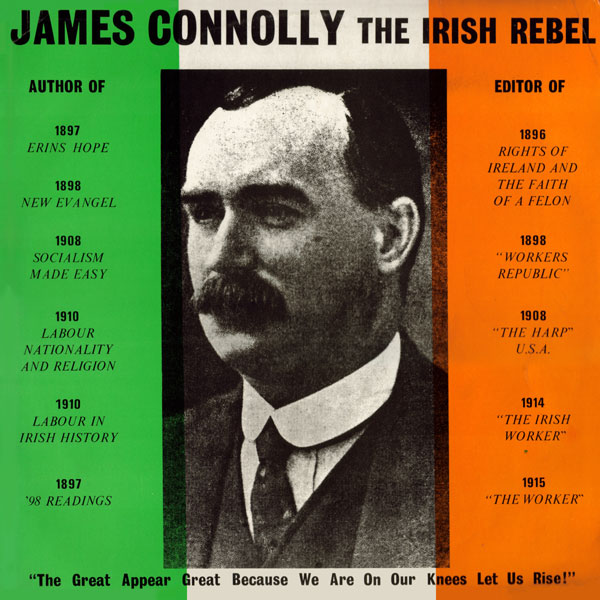 JAMES CONNOLLY THE IRISH REBEL
AUTHOR OF
1897
ERINS HOPE
1898
NEW EVANGEL
1908
SOCIALISM
MADE EASY
1910
LABOUR
NATIONALITY
AND RELIGION
1910
LABOUR IN
IRISH HISTORY
1897
'98 READINGS
EDITOR OF
1896
RIGHTS OF
IRELAND AND
THE FAITH
OF A FELON
1898
"WORKERS
REPUBLIC"
1908
"THE HARP"
U.S.A.
1914
"THE IRISH
WORKER"
1915
"THE WORKER"
"The Great Appear Great Because We Are On Our Knees Let Us Rise!"